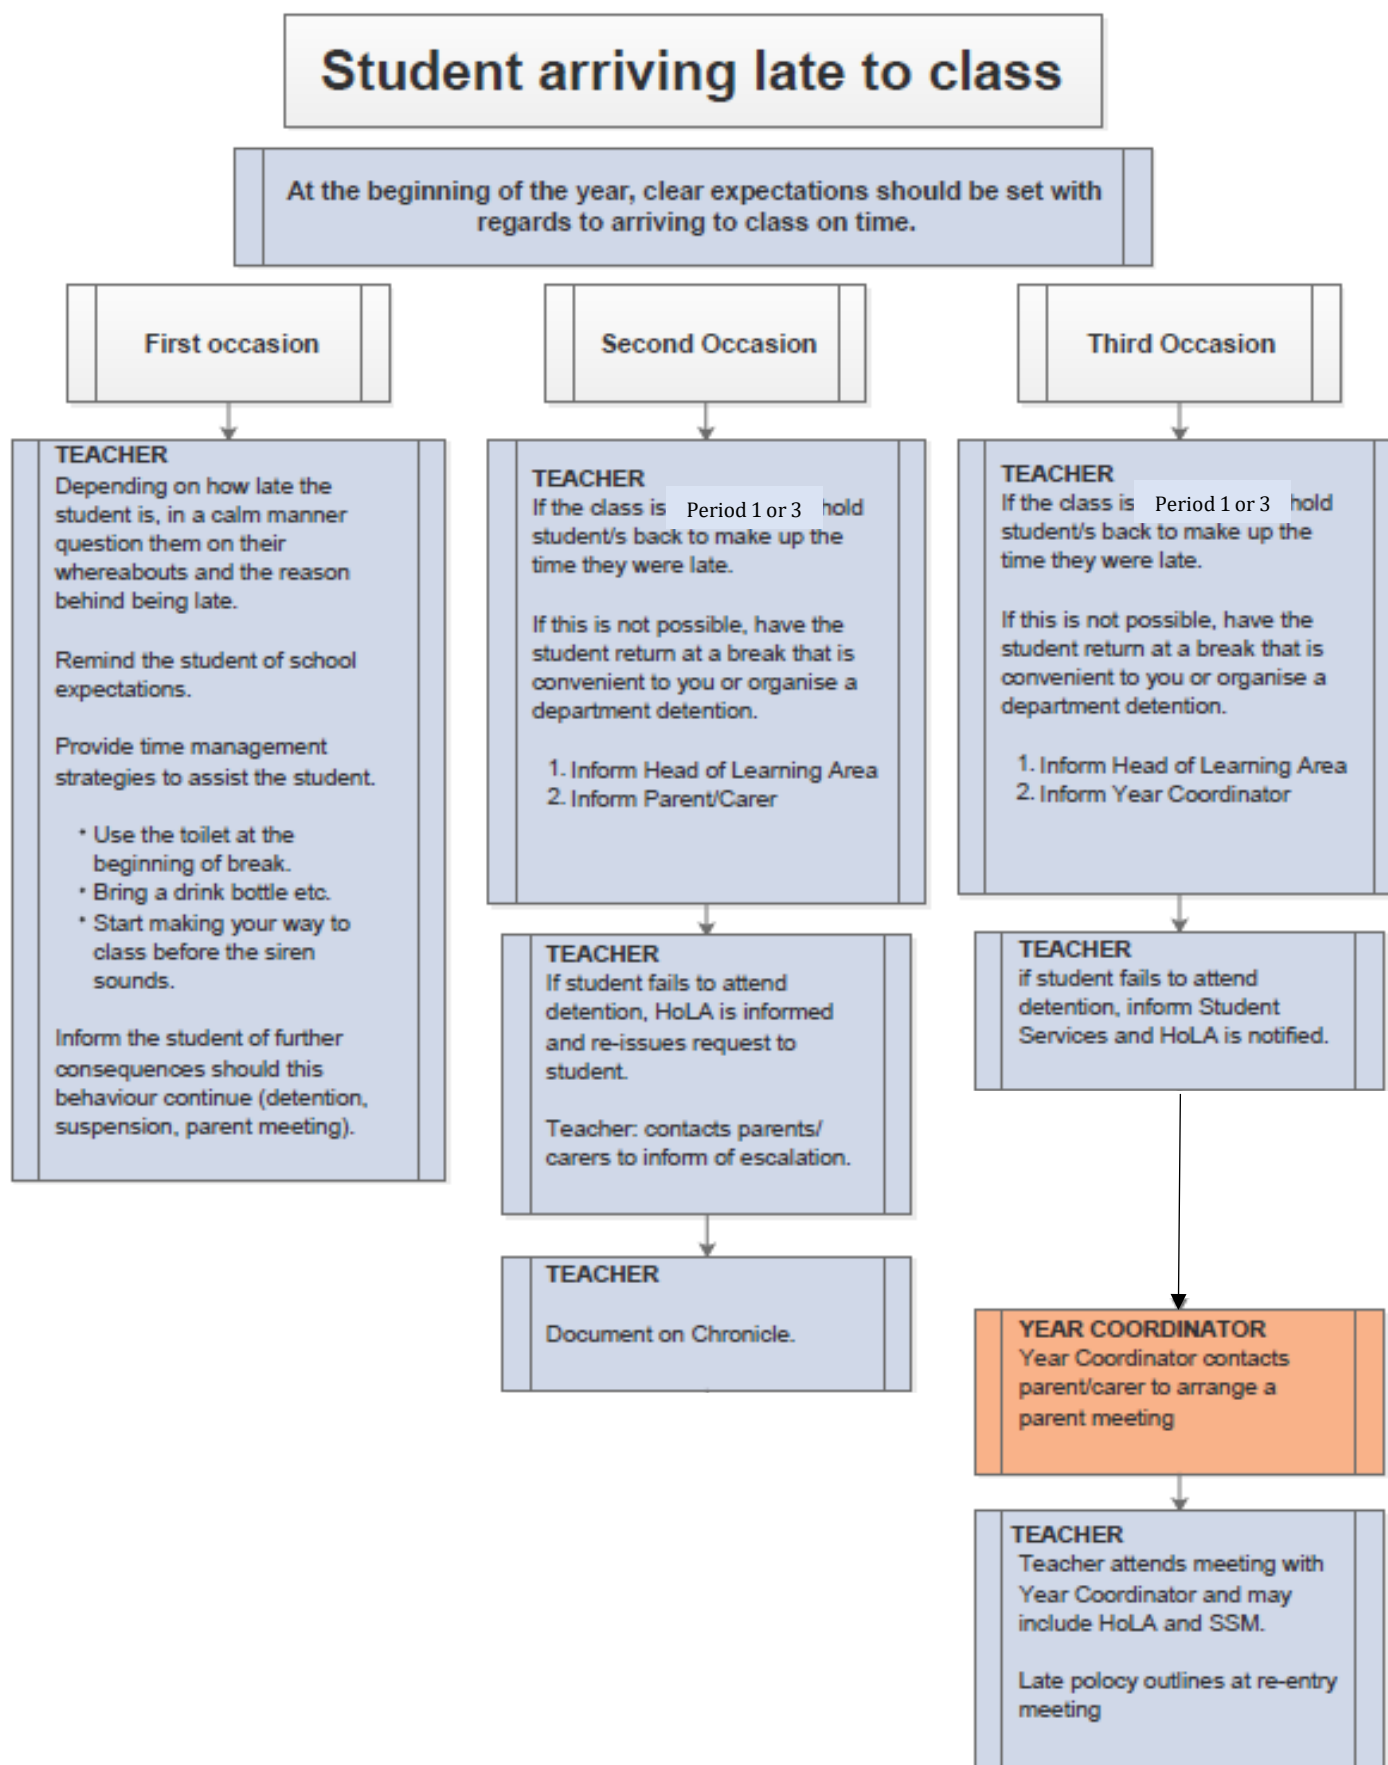 Student arriving late to class
At the beginning of the year, clear expectations should be set with
regards to arriving to class on time.
First occasion
TEACHER
Depending on how late the
student is, in a calm manner
question them on their
whereabouts and the reason
behind being late.
Remind the student of school
expectations.
Provide time management
strategies to assist the student.
• Use the toilet at the
beginning of break.
• Bring a drink bottle etc.
• Start making your way to
class before the siren
sounds.
Inform the student of further
consequences should this
behaviour continue (detention,
suspension, parent meeting).
Second Occasion
TEACHER
If the class is Period 1 or 3 hold
student/s back to make up the
time they were late.
If this is not possible, have the
student return at a break that is
convenient to you or organise a
department detention.
1. Inform Head of Learning Area
2. Inform Parent/Carer
TEACHER
If student fails to attend
detention, HoLA is informed
and re-issues request to
student.
Teacher: contacts parents/
carers to inform of escalation.
TEACHER
Document on Chronicle.
Third Occasion
TEACHER
If the class is Period 1 or 3 hold
student/s back to make up the
time they were late.
If this is not possible, have the
student return at a break that is
convenient to you or organise a
department detention.
1. Inform Head of Learning Area
2. Inform Year Coordinator
TEACHER
if student fails to attend
detention, inform Student
Services and HoLA is notified.
YEAR COORDINATOR
Year Coordinator contacts
parent/carer to arrange a
parent meeting
TEACHER
Teacher attends meeting with
Year Coordinator and may
include HoLA and SSM.
Late polocy outlines at re-entry
meeting